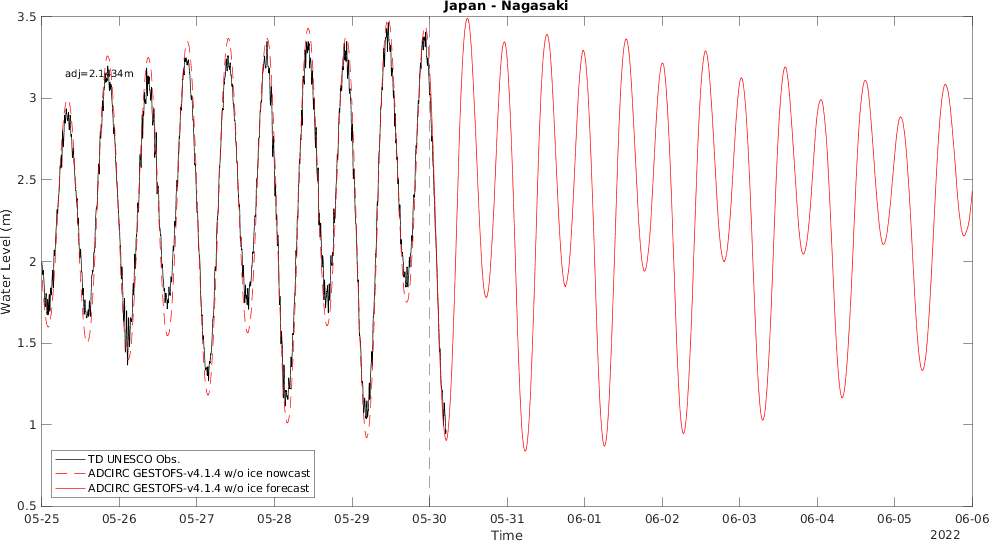 Japan - Nagasaki
3.5
3
2.5
2
1.5
1
0.5
Water Level (m)
adj=2.1434m
TD UNESCO Obs.
ADCIRC GESTOFS-v4.1.4 w/o ice nowcast
ADCIRC GESTOFS-v4.1.4 w/o ice forecast
05-25 05-26 05-27 05-28 05-29 05-30 05-31 06-01 06-02 06-03 06-04 06-05 06-06
Time
2022